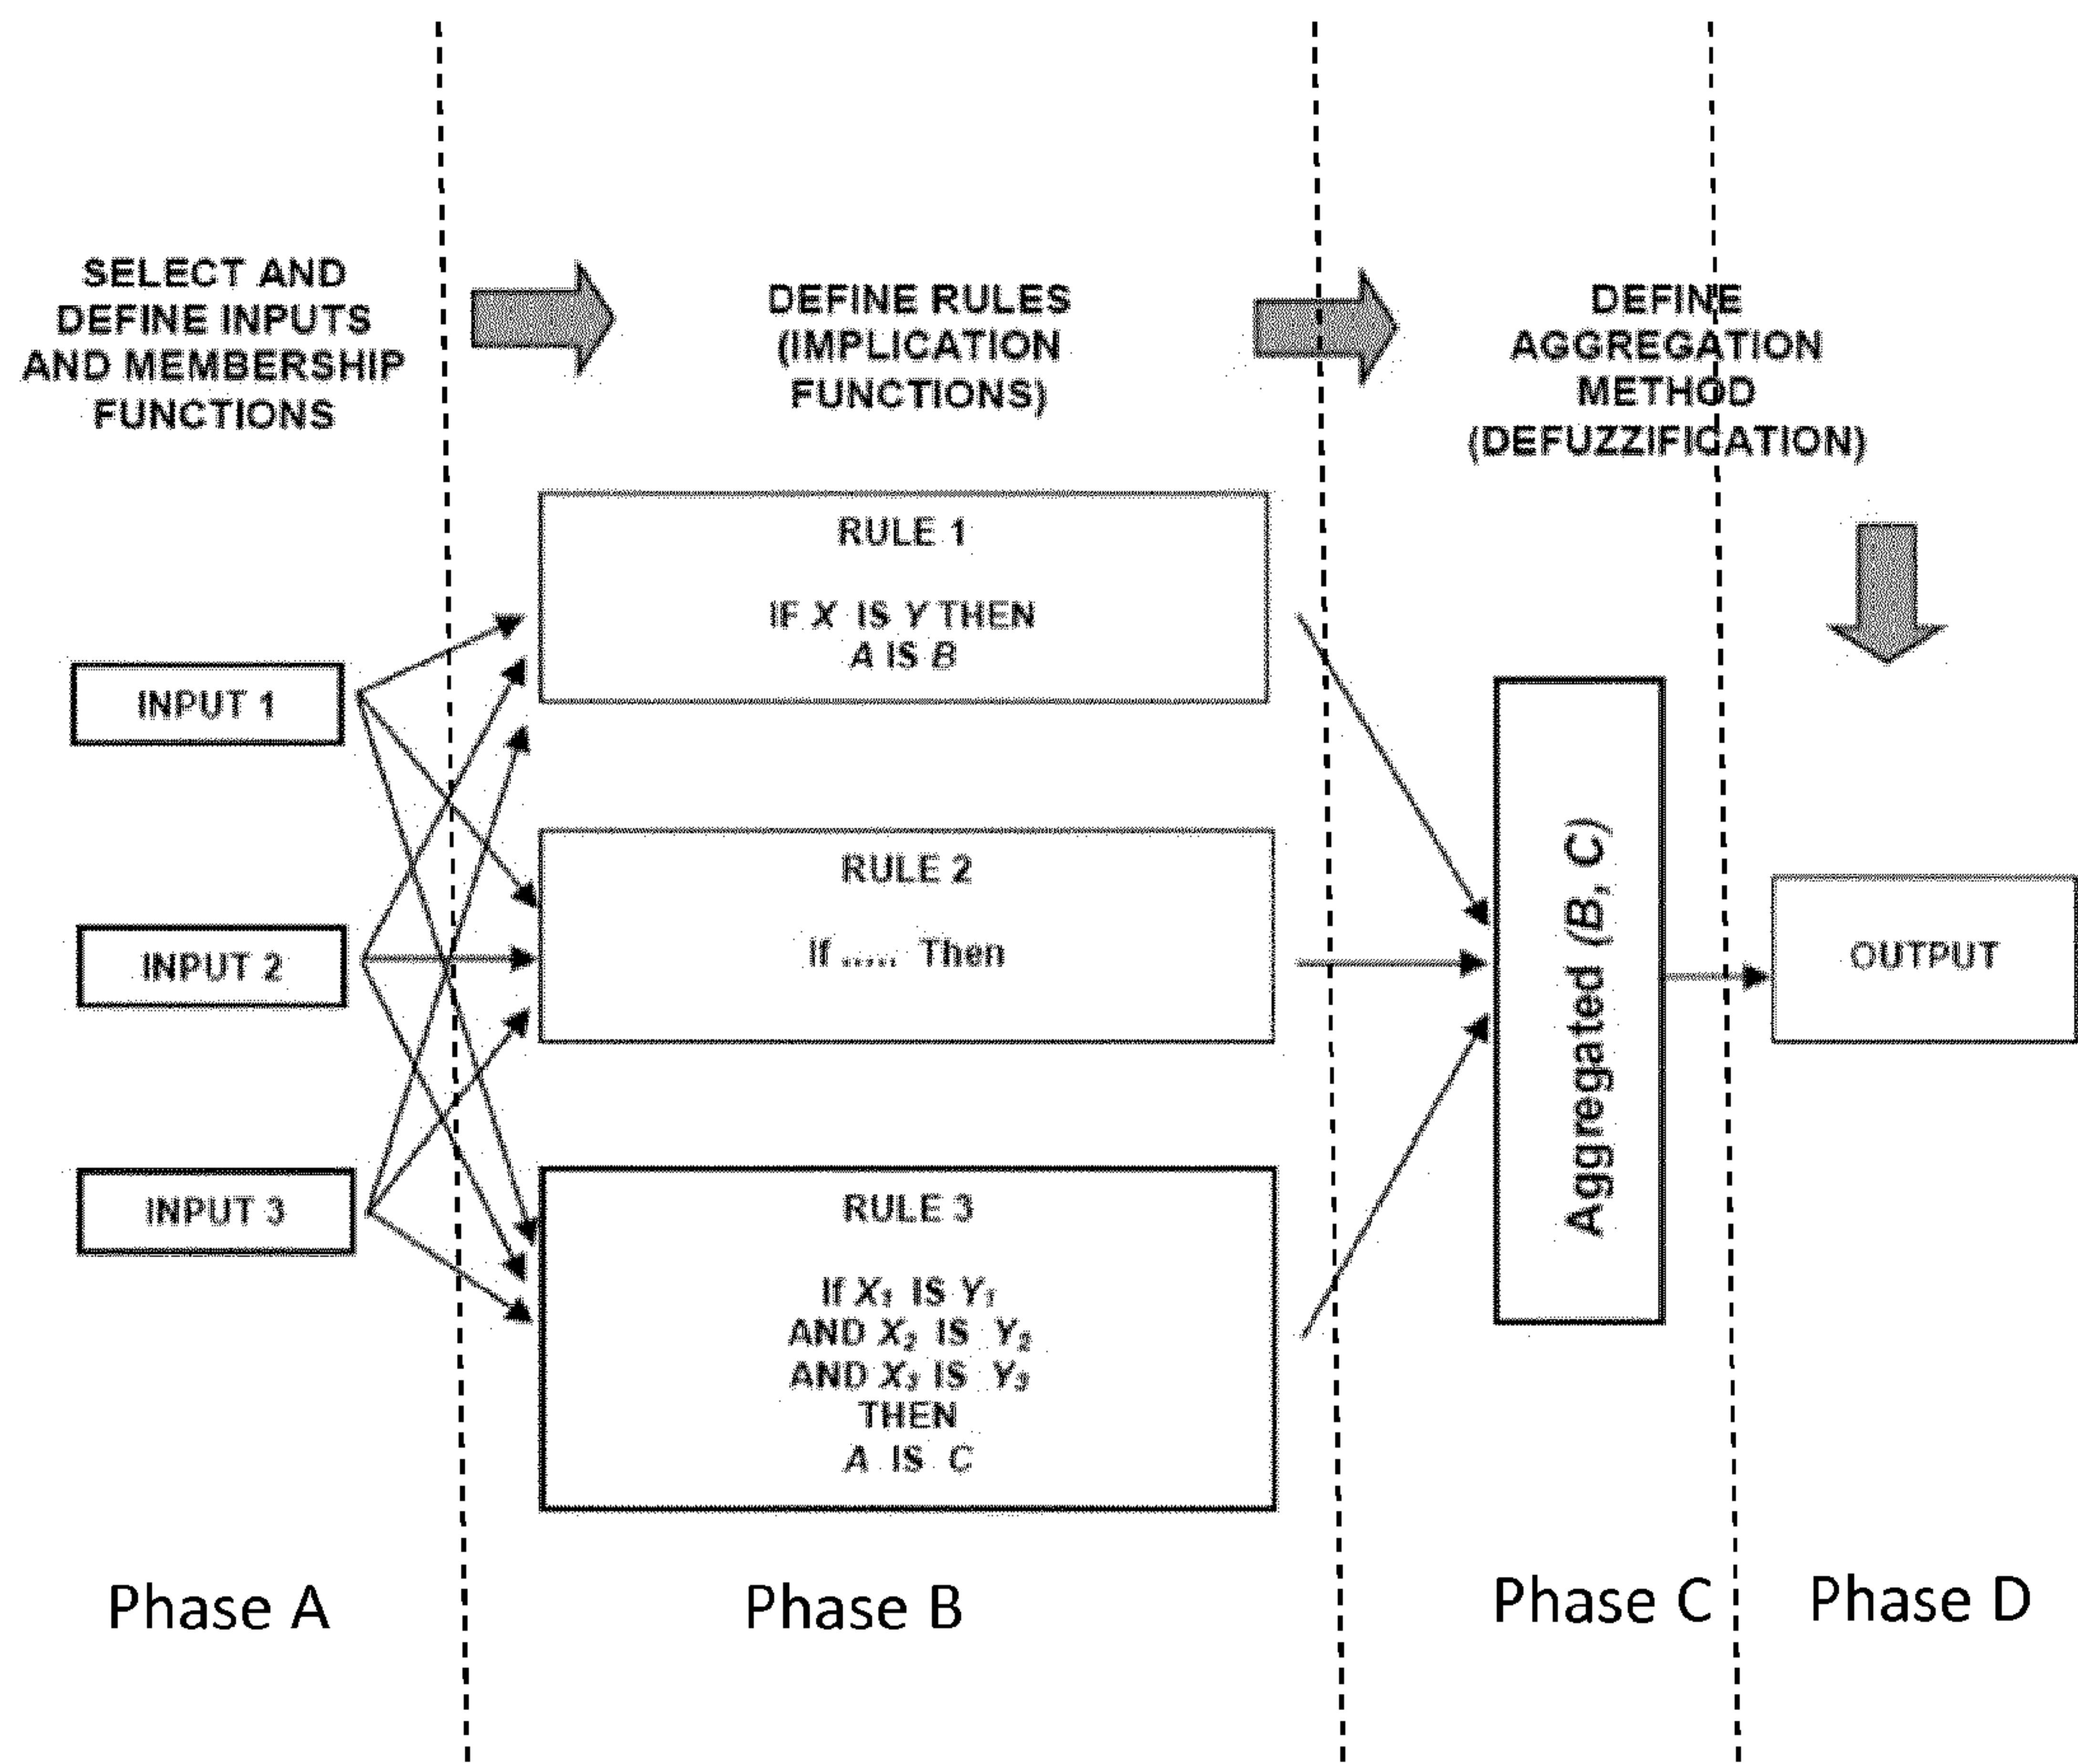 SELECT AND
DEFINE INPUTS
AND MEMBERSHIP
FUNCTIONS
DEFINE RULES
(IMPLICATION
FUNCTIONS)
DEFINE
AGGREGATION
METHOD
(DEFUZZIFICATION)
INPUT 1
INPUT 2
INPUT 3
RULE 1
IF X IS Y THEN
A IS B
RULE 2
If ..... Then
RULE 3
If X₁ IS Y₁
AND X₂ IS Y₂
AND X₃ IS Y₃
THEN
A IS C
Aggregated (B, C)
OUTPUT
Phase A
Phase B
Phase C
Phase D